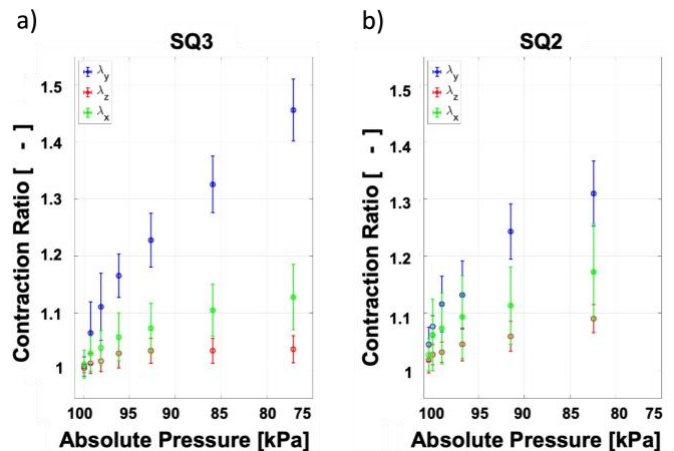 a)
SQ3
λy
λz
λx
1.5
1.4
1.3
1.2
1.1
1
Contraction Ratio [ - ]
100 95 90 85 80 75
Absolute Pressure [kPa]
b)
SQ2
λy
λz
λx
1.5
1.4
1.3
1.2
1.1
1
Contraction Ratio [ - ]
100 95 90 85 80 75
Absolute Pressure [kPa]